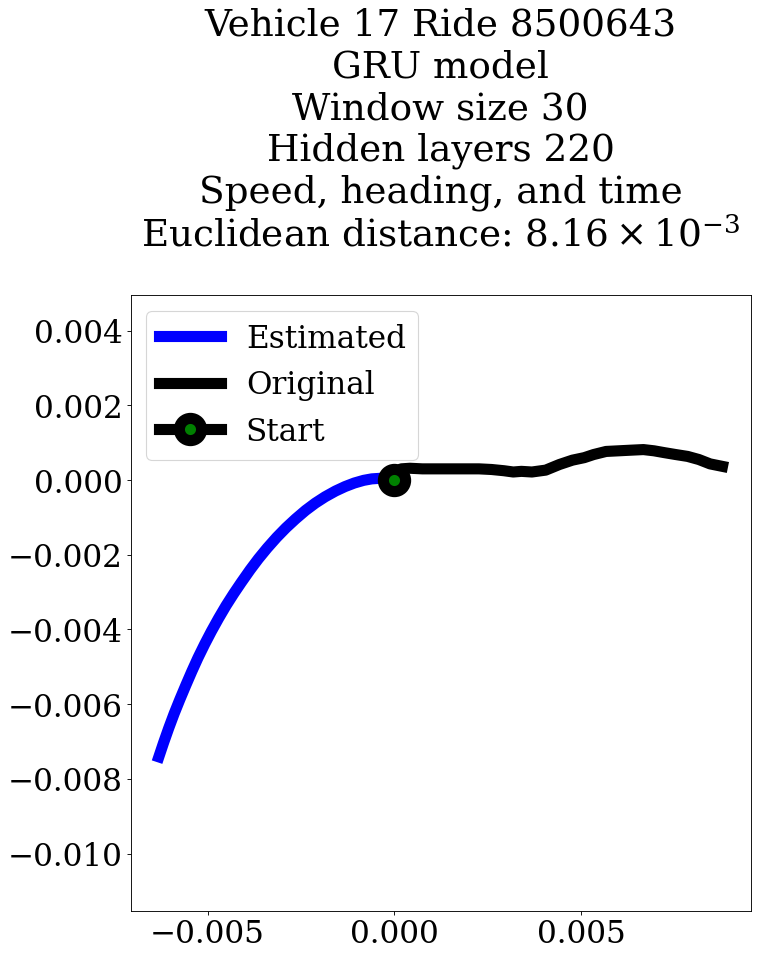 Vehicle 17 Ride 8500643
GRU model
Window size 30
Hidden layers 220
Speed, heading, and time
Euclidean distance: 8.16 × 10⁻³
Estimated
Original
Start
0.004
0.002
0.000
−0.002
−0.004
−0.006
−0.008
−0.010
−0.005 0.000 0.005